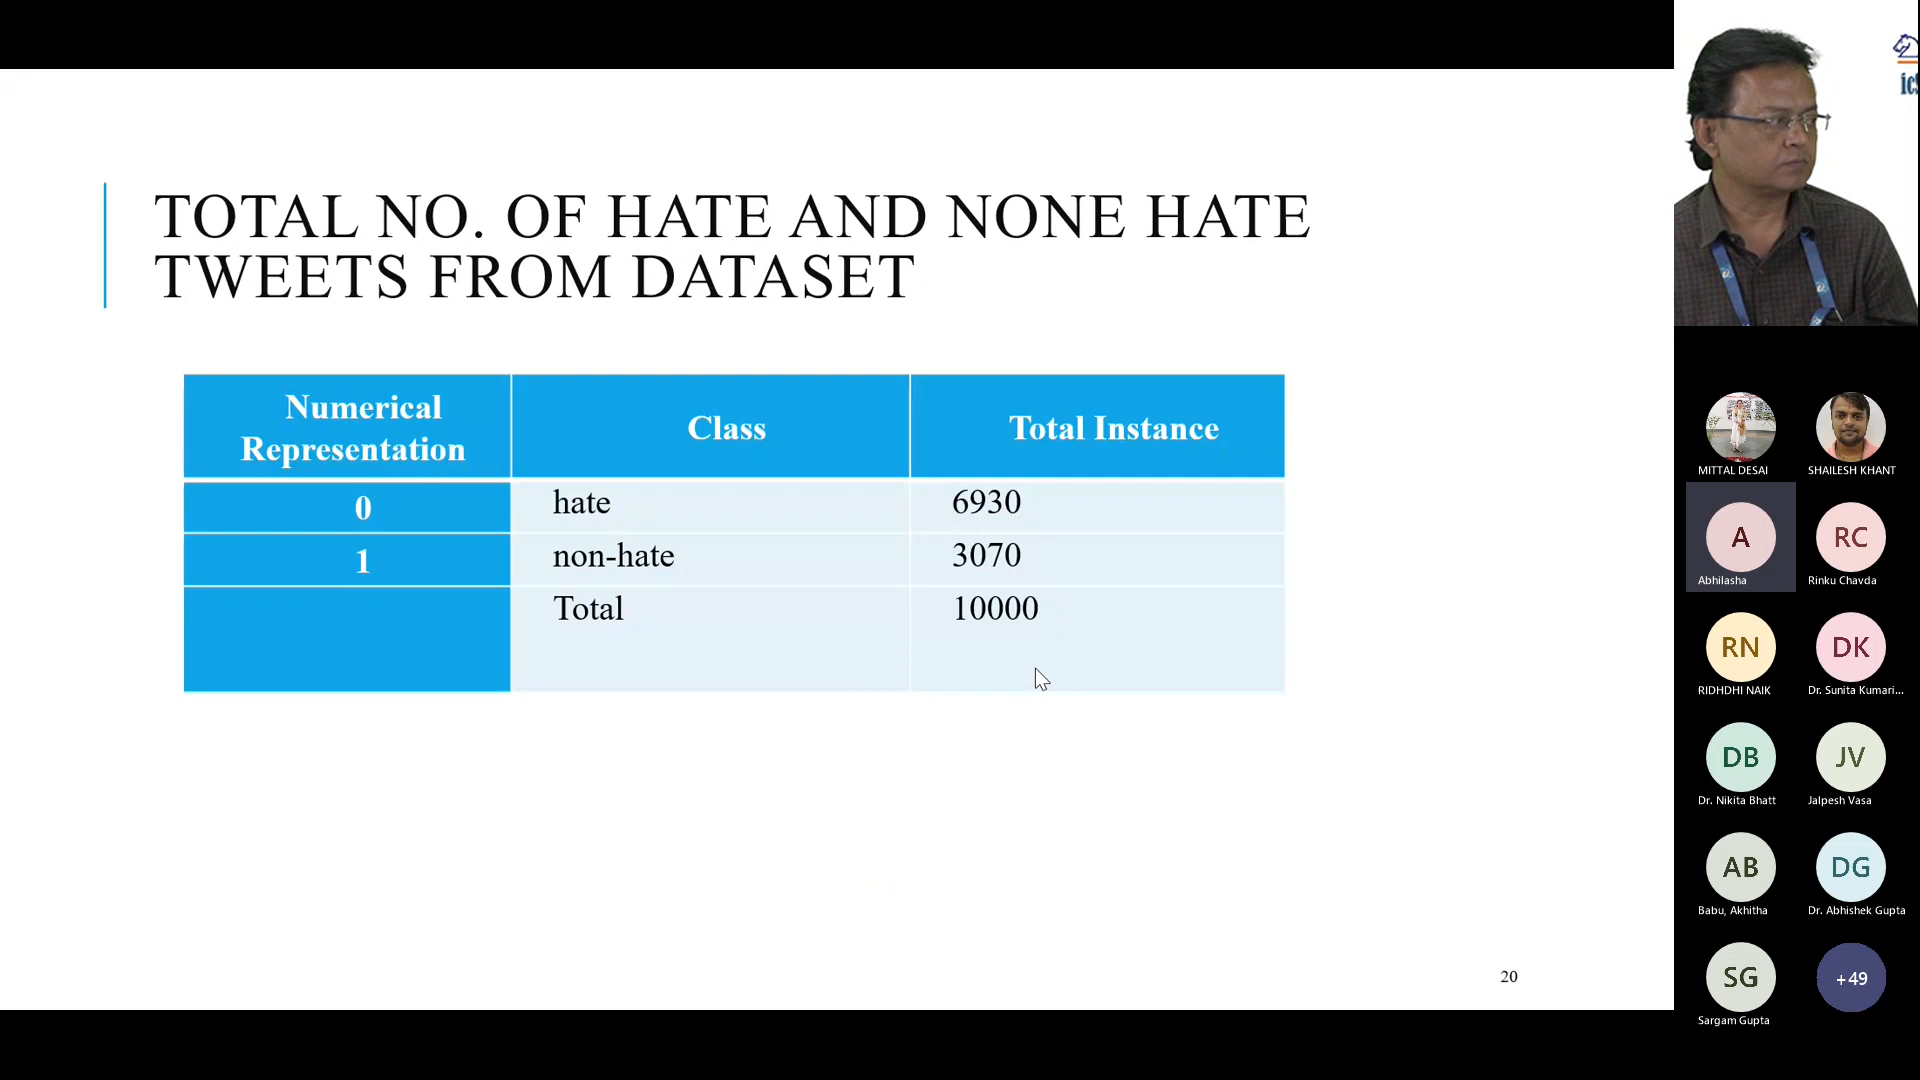 TOTAL NO. OF HATE AND NONE HATE
TWEETS FROM DATASET
Numerical
Representation
Class
Total Instance
0
hate
6930
1
non-hate
3070
Total
10000
20
MITTAL DESAI
SHAILESH KHANT
A
Abhilasha
RC
Rinku Chavda
RN
RIDHDHI NAIK
DK
Dr. Sunita Kumari...
DB
Dr. Nikita Bhatt
JV
Jalpesh Vasa
AB
Babu, Akhitha
DG
Dr. Abhishek Gupta
SG
Sargam Gupta
+49